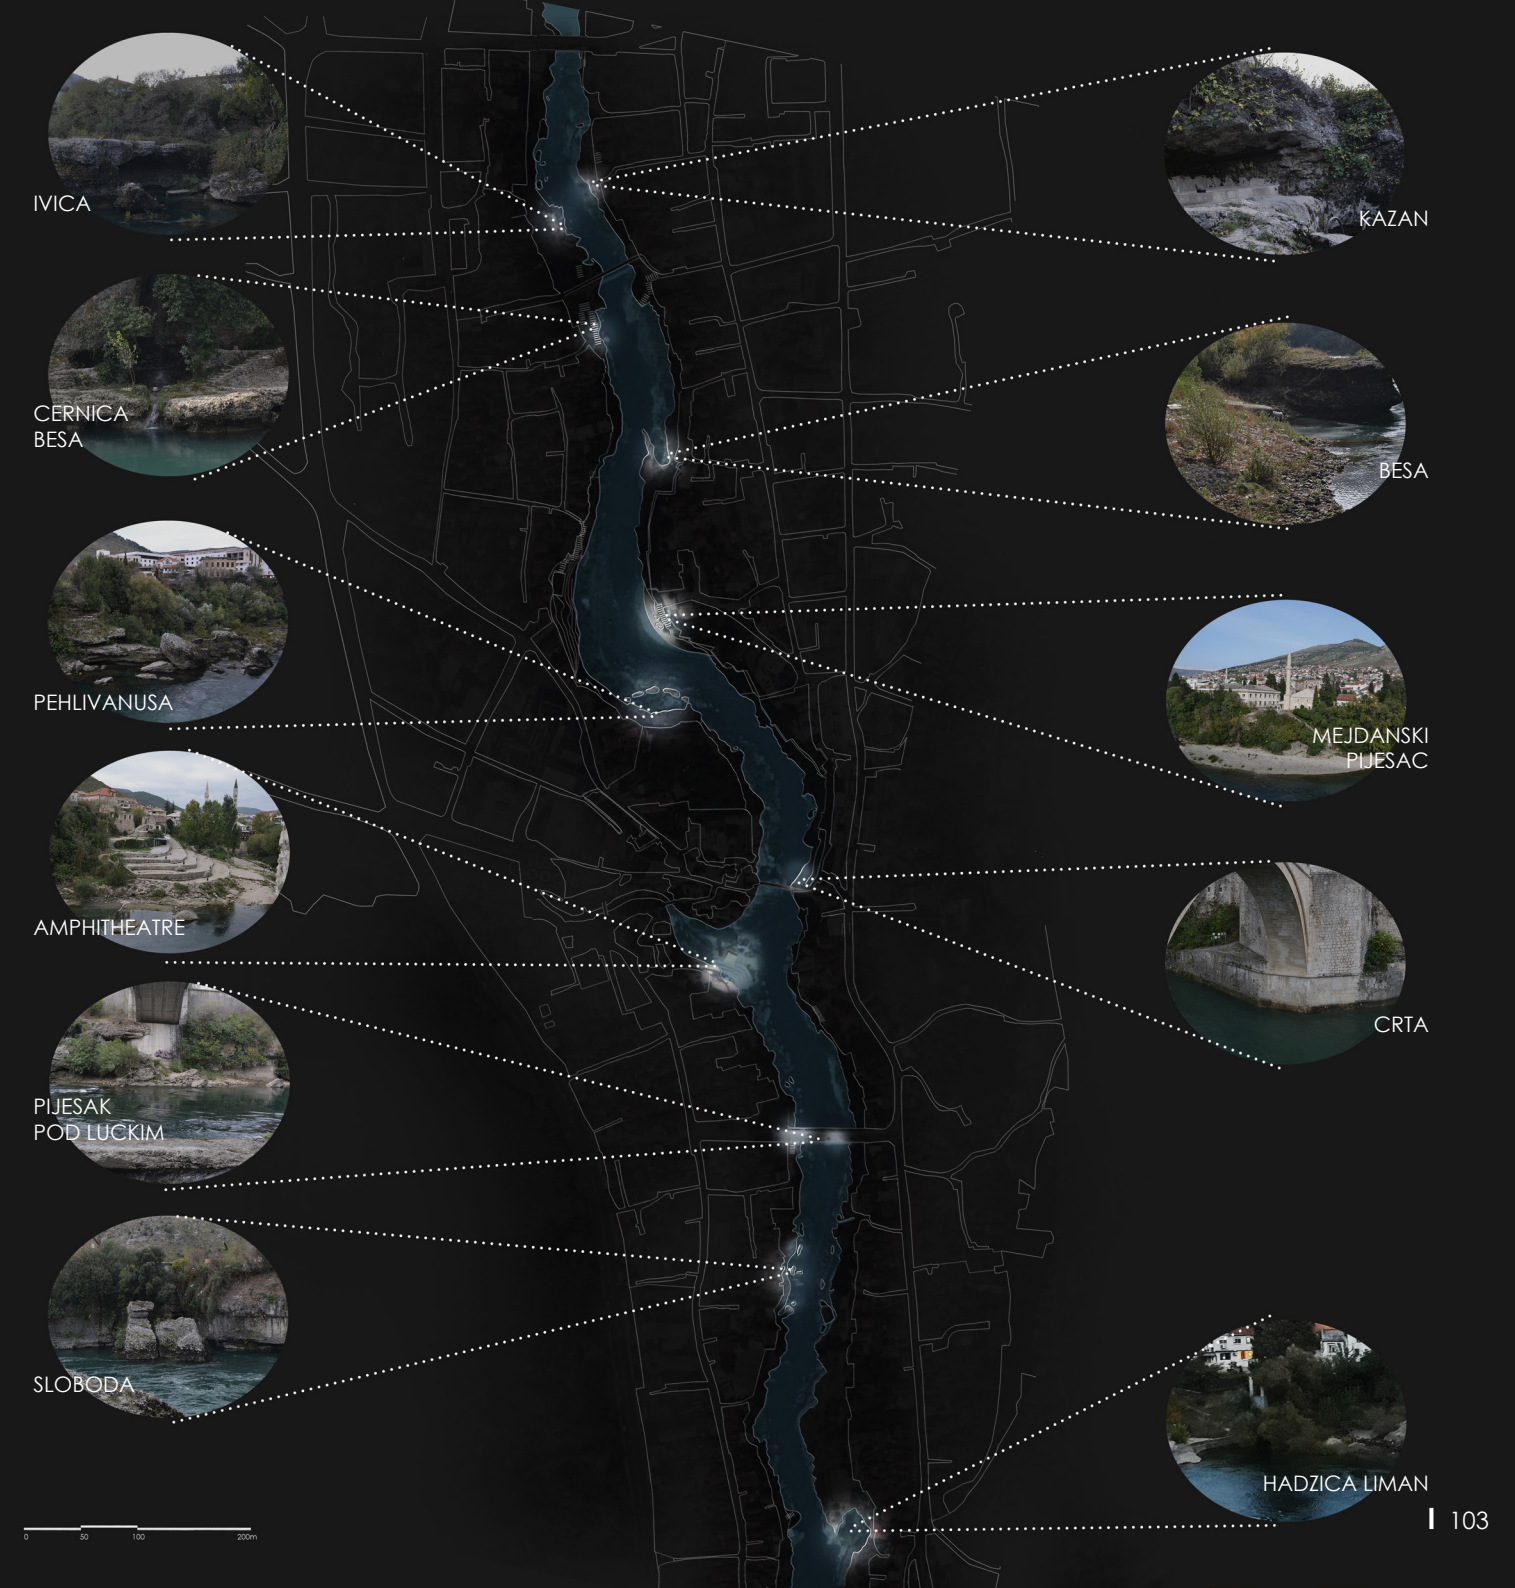 IVICA
KAZAN
CERNICA
BESA
BESA
PEHLIVANUSA
MEJDANSKI
PIJESAC
AMPHITHEATRE
CRTA
PIJESAK
POD LUCKIM
SLOBODA
HADZICA LIMAN
103
0 50 100 200m